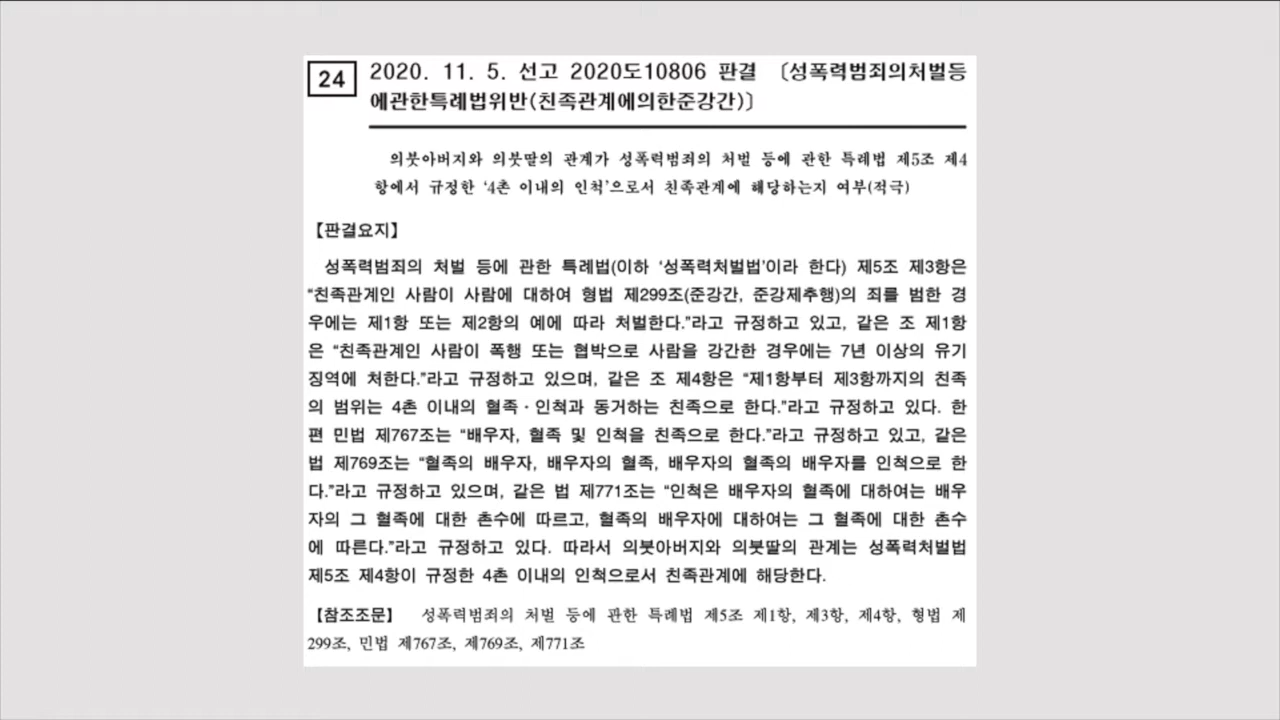 24
2020. 11. 5. 선고 2020도10806 판결 〔성폭력범죄의처벌등
에관한특례법위반(친족관계에의한준강간)〕
의붓아버지와 의붓딸의 관계가 성폭력범죄의 처벌 등에 관한 특례법 제5조 제4
항에서 규정한 ‘4촌 이내의 인척’으로서 친족관계에 해당하는지 여부(적극)
【판결요지】
성폭력범죄의 처벌 등에 관한 특례법(이하 ‘성폭력처벌법’이라 한다) 제5조 제3항은
“친족관계인 사람이 사람에 대하여 형법 제299조(준강간, 준강제추행)의 죄를 범한 경
우에는 제1항 또는 제2항의 예에 따라 처벌한다.”라고 규정하고 있고, 같은 조 제1항
은 “친족관계인 사람이 폭행 또는 협박으로 사람을 강간한 경우에는 7년 이상의 유기
징역에 처한다.”라고 규정하고 있으며, 같은 조 제4항은 “제1항부터 제3항까지의 친족
의 범위는 4촌 이내의 혈족ㆍ인척과 동거하는 친족으로 한다.”라고 규정하고 있다. 한
편 민법 제767조는 “배우자, 혈족 및 인척을 친족으로 한다.”라고 규정하고 있고, 같은
법 제769조는 “혈족의 배우자, 배우자의 혈족, 배우자의 혈족의 배우자를 인척으로 한
다.”라고 규정하고 있으며, 같은 법 제771조는 “인척은 배우자의 혈족에 대하여는 배우
자의 그 혈족에 대한 촌수에 따르고, 혈족의 배우자에 대하여는 그 혈족에 대한 촌수
에 따른다.”라고 규정하고 있다. 따라서 의붓아버지와 의붓딸의 관계는 성폭력처벌법
제5조 제4항이 규정한 4촌 이내의 인척으로서 친족관계에 해당한다.
【참조조문】 성폭력범죄의 처벌 등에 관한 특례법 제5조 제1항, 제3항, 제4항, 형법 제
299조, 민법 제767조, 제769조, 제771조